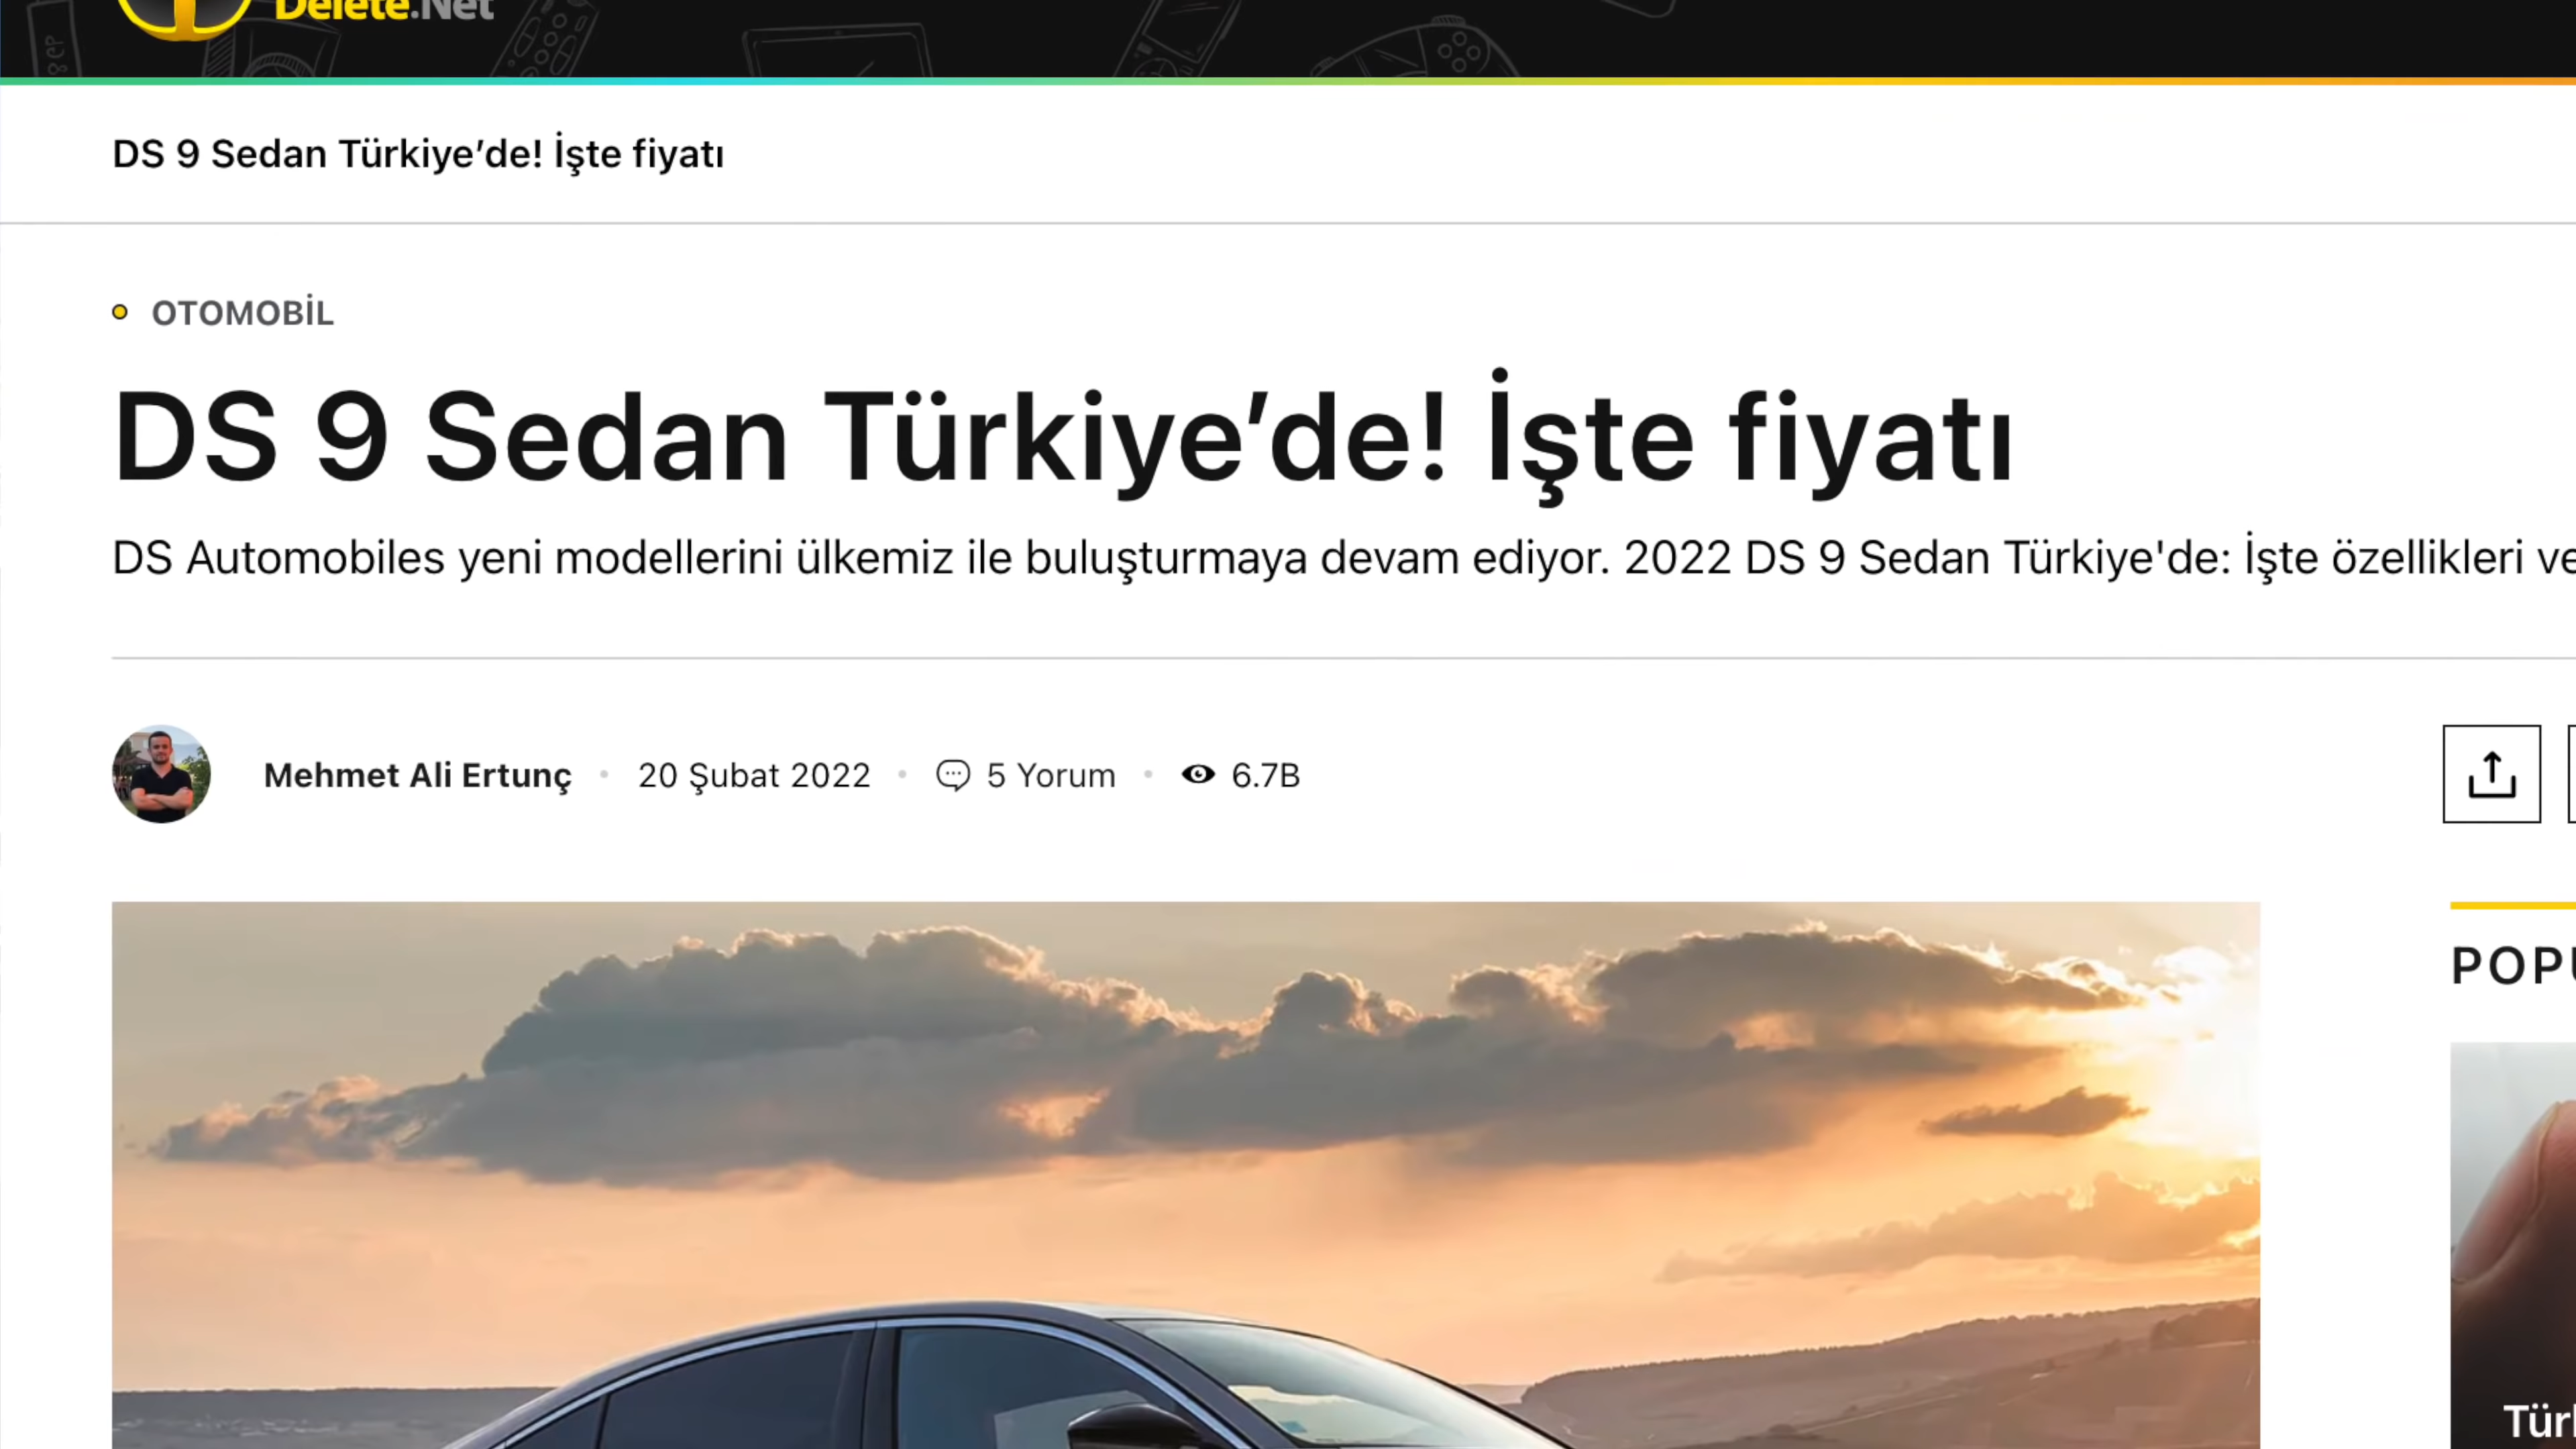 Delete.Net
DS 9 Sedan Türkiye’de! İşte fiyatı
OTOMOBİL
DS 9 Sedan Türkiye’de! İşte fiyatı
DS Automobiles yeni modellerini ülkemiz ile buluşturmaya devam ediyor. 2022 DS 9 Sedan Türkiye'de: İşte özellikleri ve
Mehmet Ali Ertunç • 20 Şubat 2022 • 5 Yorum • 6.7B